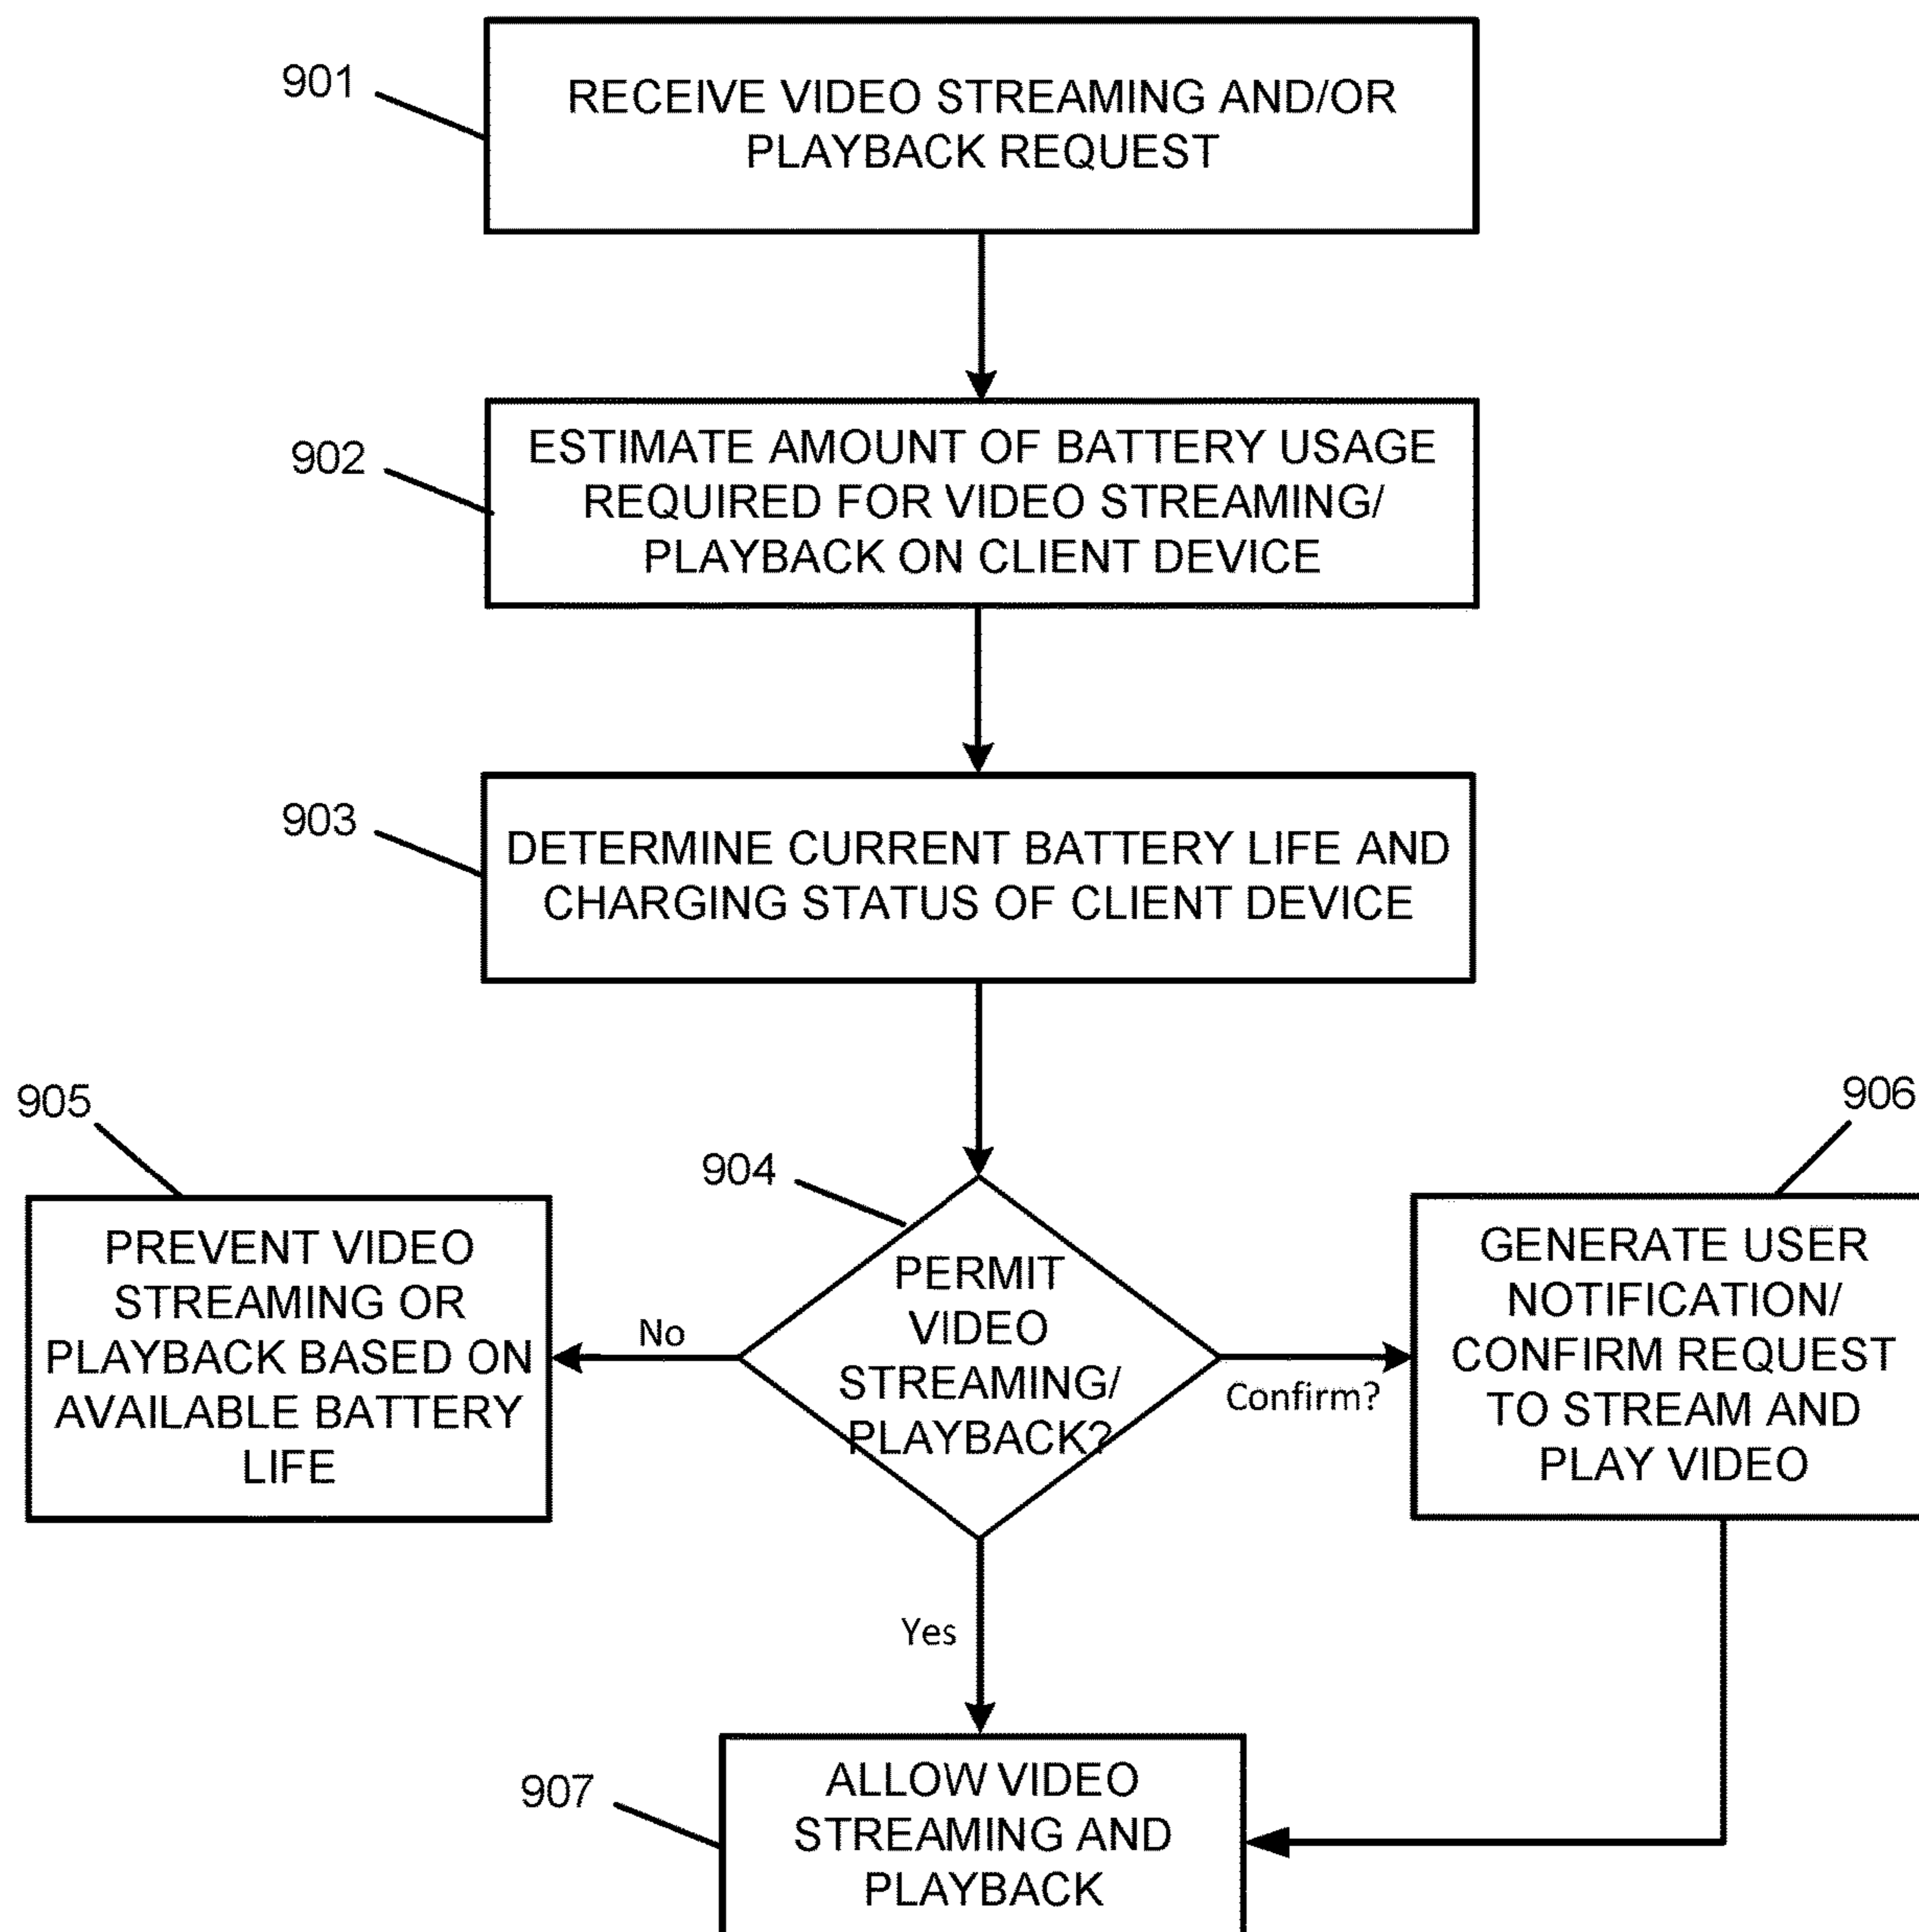 901
RECEIVE VIDEO STREAMING AND/OR
PLAYBACK REQUEST
902
ESTIMATE AMOUNT OF BATTERY USAGE
REQUIRED FOR VIDEO STREAMING/
PLAYBACK ON CLIENT DEVICE
903
DETERMINE CURRENT BATTERY LIFE AND
CHARGING STATUS OF CLIENT DEVICE
905
PREVENT VIDEO
STREAMING OR
PLAYBACK BASED ON
AVAILABLE BATTERY
LIFE
No
904
PERMIT
VIDEO
STREAMING/
PLAYBACK?
Confirm?
906
GENERATE USER
NOTIFICATION/
CONFIRM REQUEST
TO STREAM AND
PLAY VIDEO
Yes
907
ALLOW VIDEO
STREAMING AND
PLAYBACK